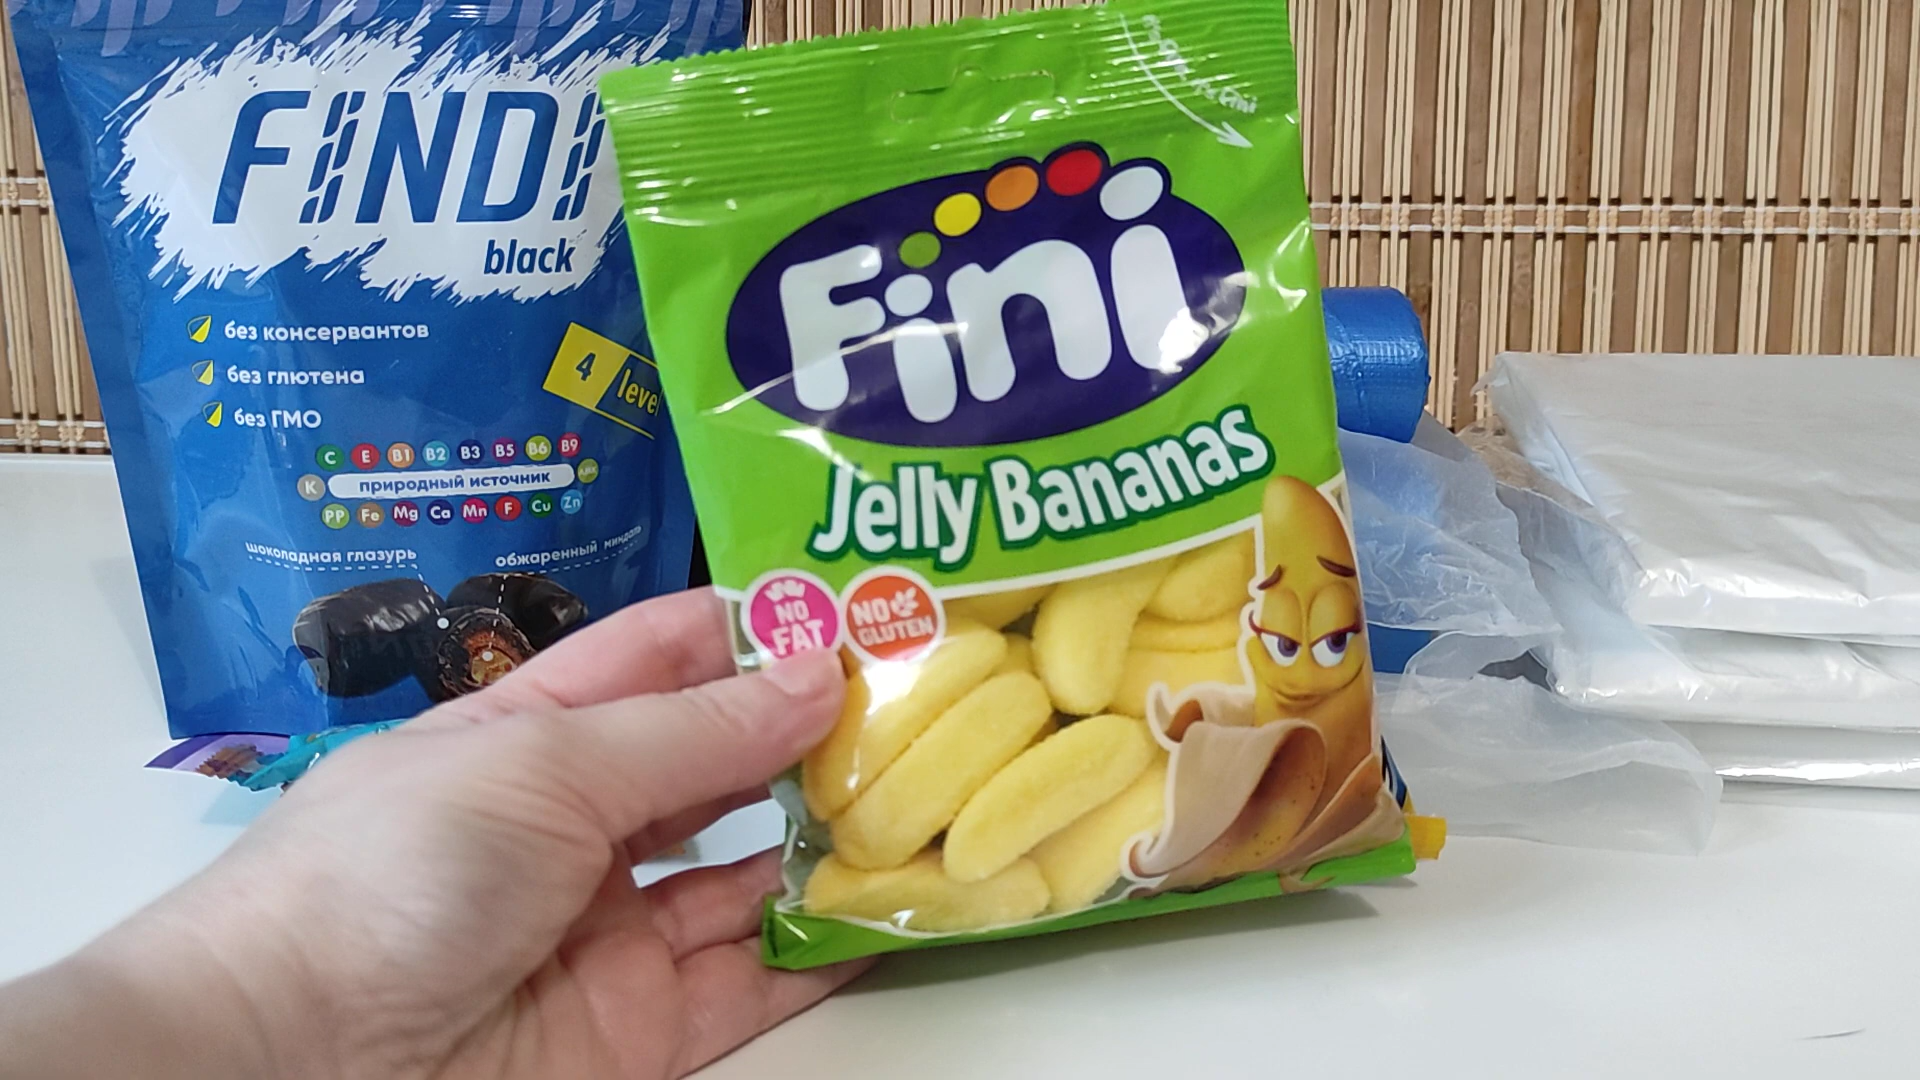 FINDI
black
без консервантов
без глютена
без ГМО
4 level
C E B1 B2 B3 B5 B6 B9
K природный источник
PP Fe Mg Ca Mn F Cu Zn
шоколадная глазурь
обжаренный миндаль
Fini
Jelly Bananas
NO
FAT
NO
GLUTEN